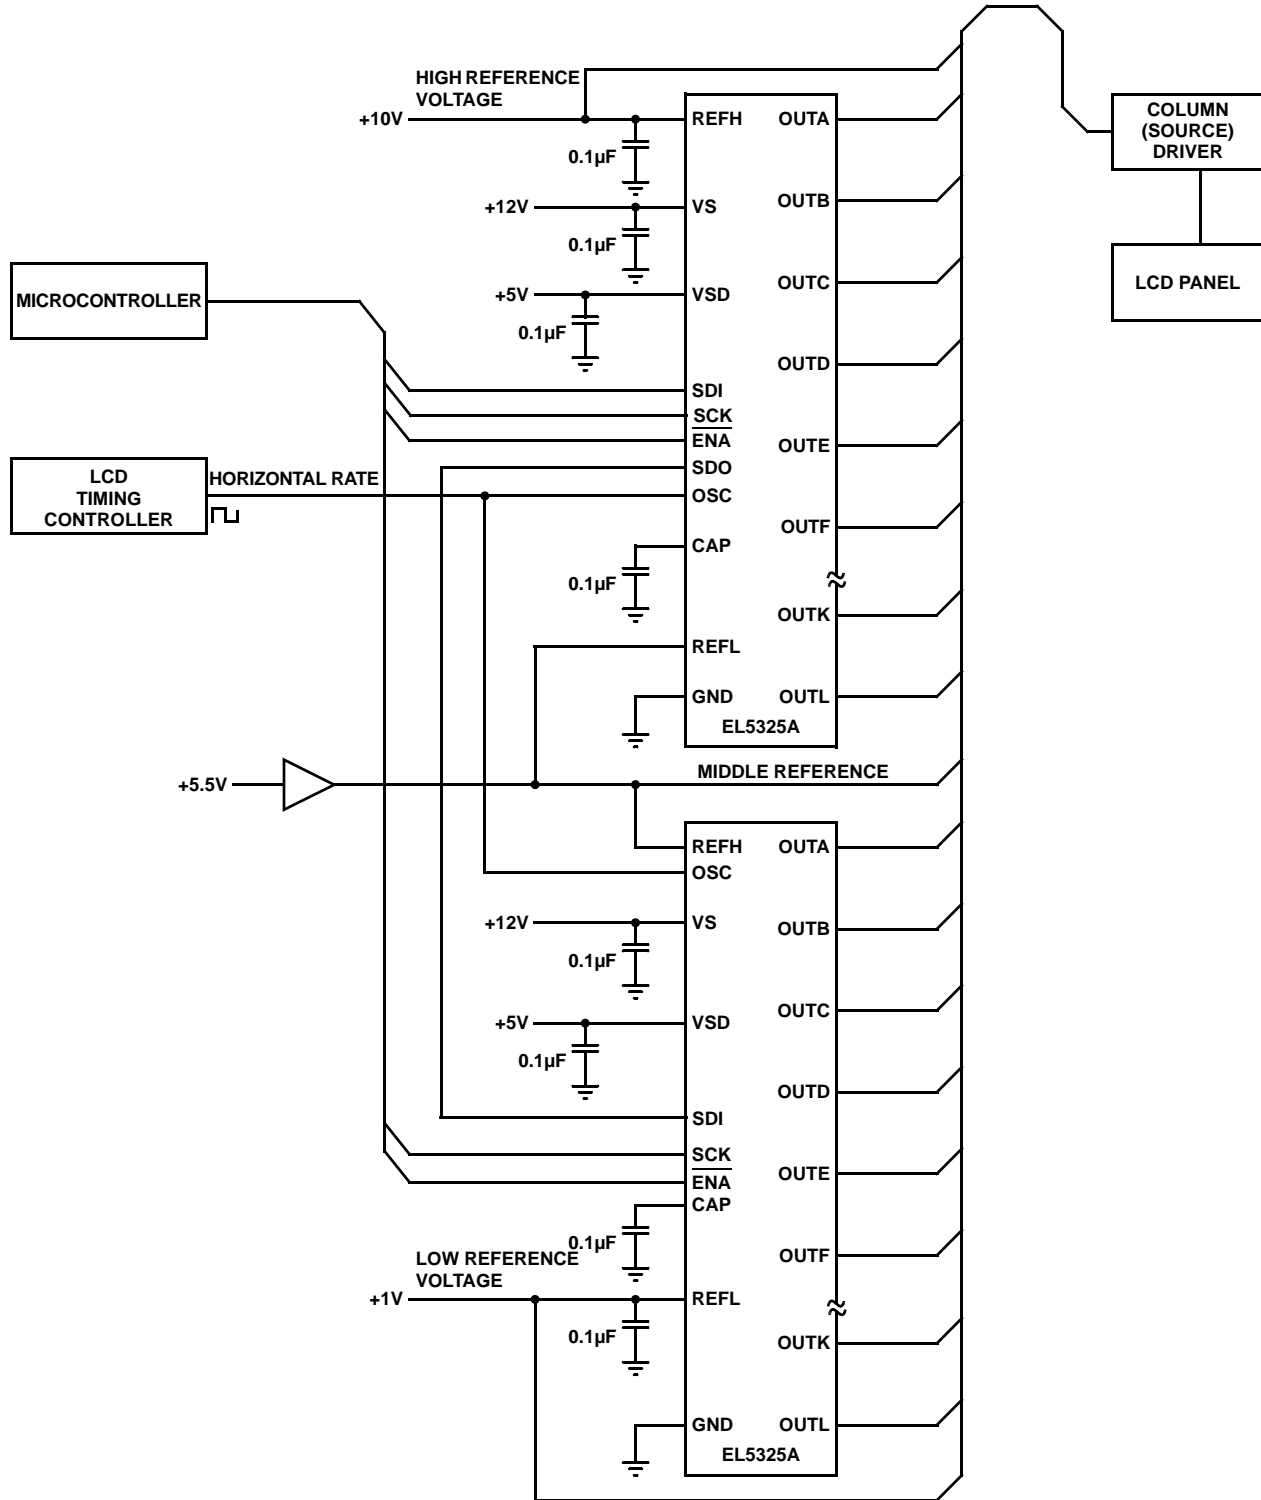 HIGH REFERENCE
VOLTAGE
+10V
REFH
OUTA
COLUMN
(SOURCE)
DRIVER
0.1µF
+12V
VS
OUTB
0.1µF
LCD PANEL
MICROCONTROLLER
+5V
VSD
OUTC
0.1µF
OUTD
SDI
SCK
ENA
OUTE
SDO
LCD
TIMING
CONTROLLER
HORIZONTAL RATE
OSC
OUTF
CAP
0.1µF
OUTK
REFL
GND
OUTL
EL5325A
+5.5V
MIDDLE REFERENCE
REFH
OUTA
OSC
+12V
VS
OUTB
0.1µF
+5V
VSD
OUTC
0.1µF
OUTD
SDI
SCK
ENA
OUTE
CAP
0.1µF
OUTF
LOW REFERENCE
VOLTAGE
+1V
REFL
0.1µF
OUTK
GND
OUTL
EL5325A